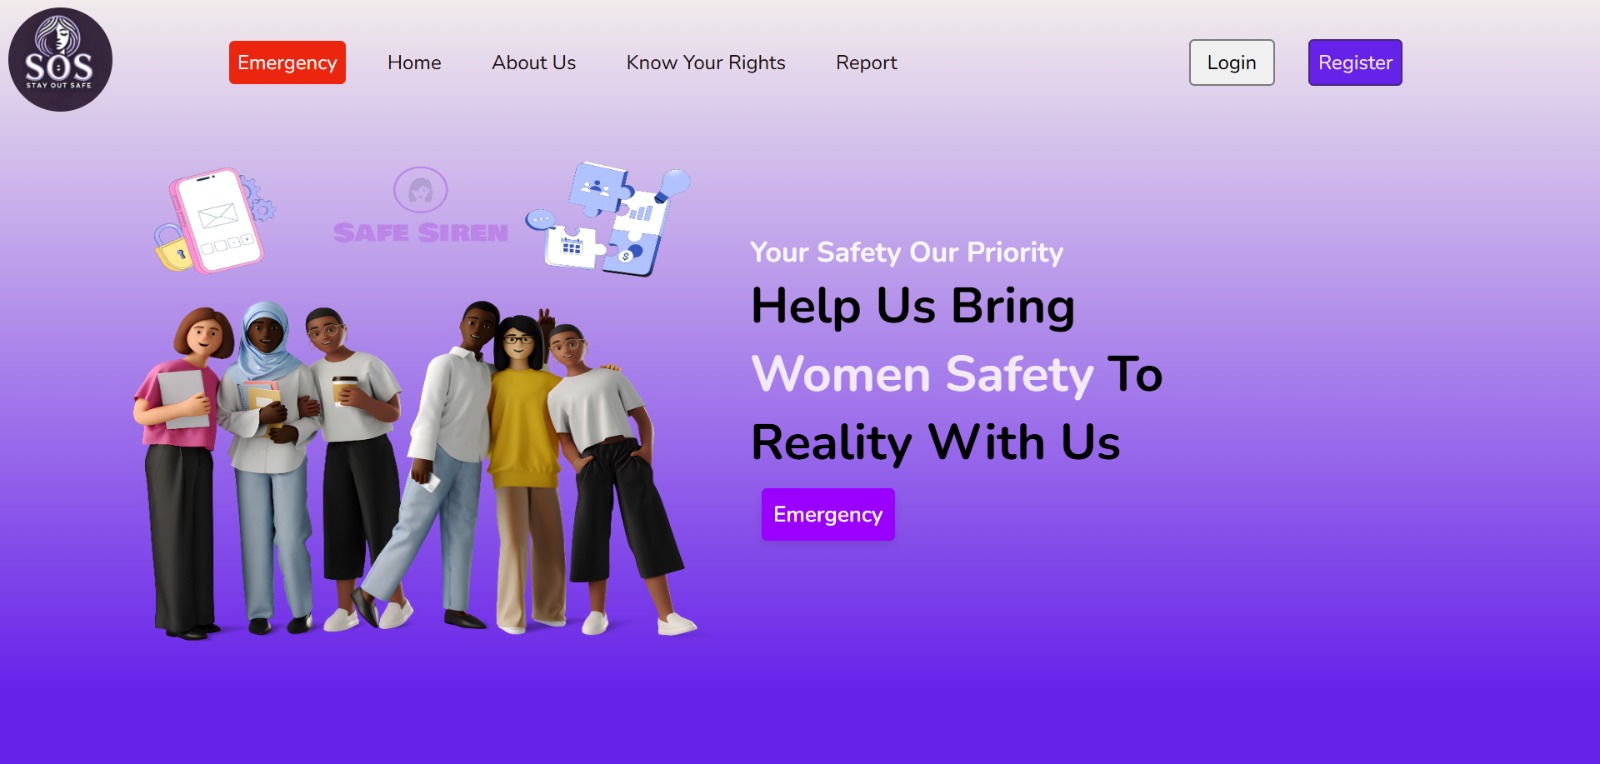 SOS
STAY OUT SAFE
Emergency
Home
About Us
Know Your Rights
Report
Login
Register
SAFE SIREN
$
Your Safety Our Priority
Help Us Bring
Women Safety To
Reality With Us
Emergency